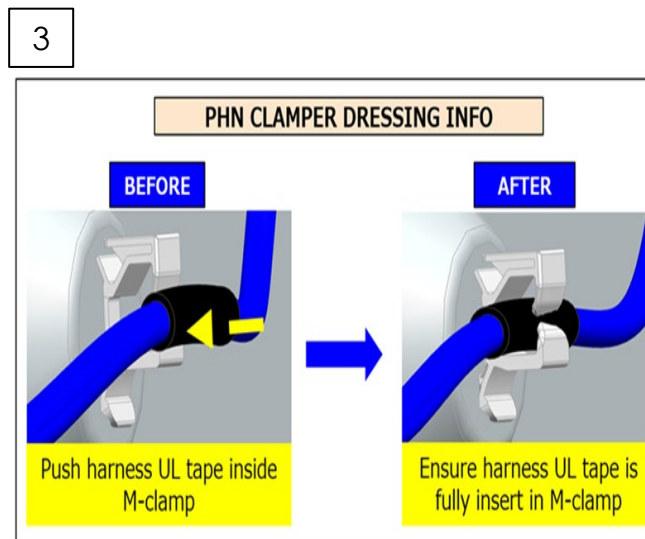 3
PHN CLAMPER DRESSING INFO
BEFORE
AFTER
Push harness UL tape inside
M-clamp
Ensure harness UL tape is
fully insert in M-clamp